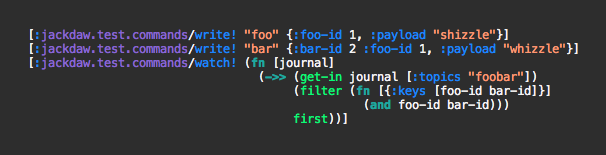 [:jackdaw.test.commands/write! "foo" {:foo-id 1, :payload "shizzle"}]
[:jackdaw.test.commands/write! "bar" {:bar-id 2 :foo-id 1, :payload "whizzle"}]
[:jackdaw.test.commands/watch! (fn [journal]
(->> (get-in journal [:topics "foobar"])
(filter (fn [{:keys [foo-id bar-id]}]
(and foo-id bar-id)))
first))]